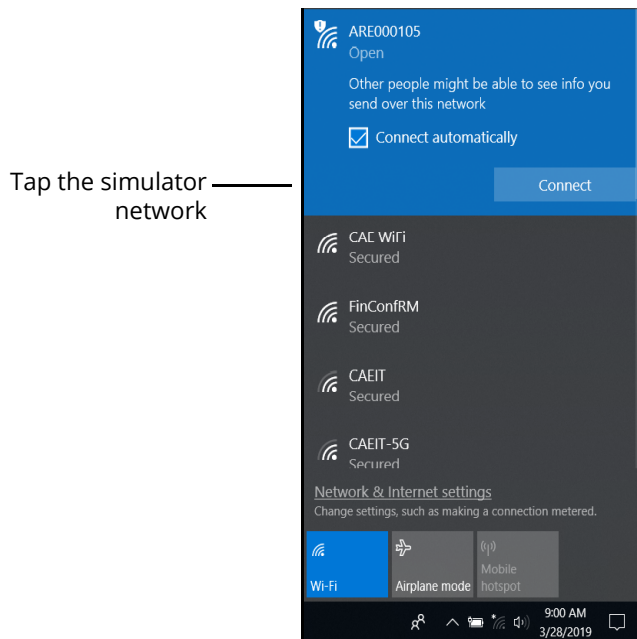 Tap the simulator
network
ARE000105
Open
Other people might be able to see info you
send over this network
Connect automatically
Connect
CAE WiFi
Secured
FinConfRM
Secured
CAEIT
Secured
CAEIT-5G
Secured
Network & Internet settings
Change settings, such as making a connection metered.
Wi-Fi
Airplane mode
Mobile
hotspot
9:00 AM
3/28/2019